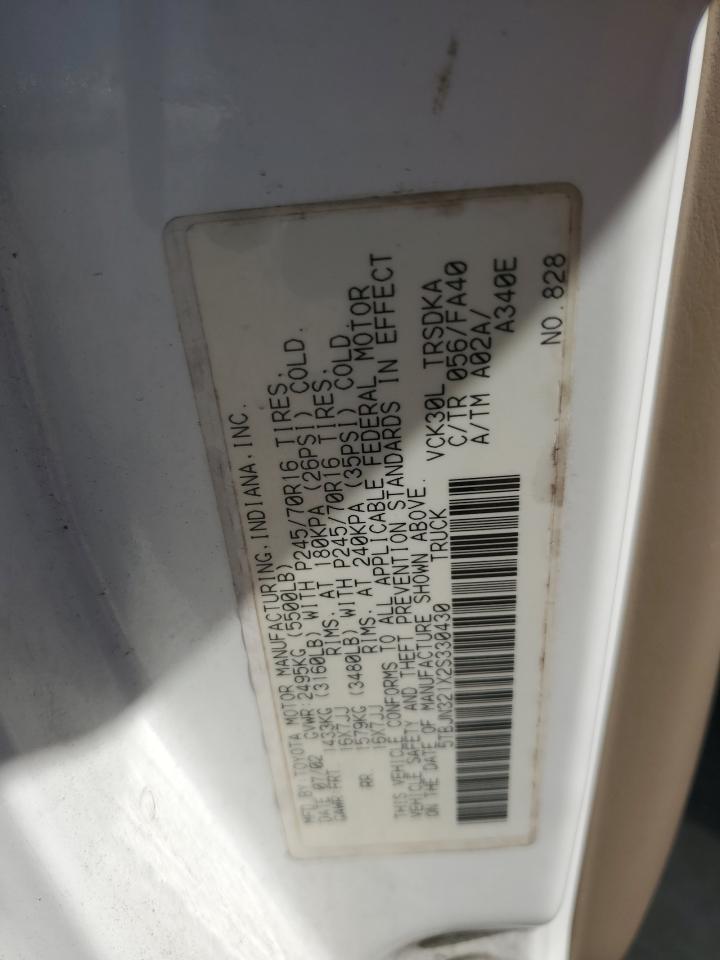 MFD. BY TOYOTA MOTOR MANUFACTURING, INDIANA, INC.
DATE 07/02 GVWR: 2495KG (5500LB)
GAWR FRT. 1433KG (3160LB) WITH P245/70R16 TIRES.
16X7JJ RIMS. AT 180KPA (26PSI) COLD.
RR 1579KG (3480LB) WITH P245/70R16 TIRES.
16X7JJ RIMS. AT 240KPA (35PSI) COLD.
THIS VEHICLE CONFORMS TO ALL APPLICABLE FEDERAL MOTOR
VEHICLE SAFETY AND THEFT PREVENTION STANDARDS IN EFFECT
ON THE DATE OF MANUFACTURE SHOWN ABOVE.
5TBJN321X2S330430 TRUCK
VCK30L TRSDKA
C/TR 056/FA40
A/TM A02A/
A340E
NO. 828